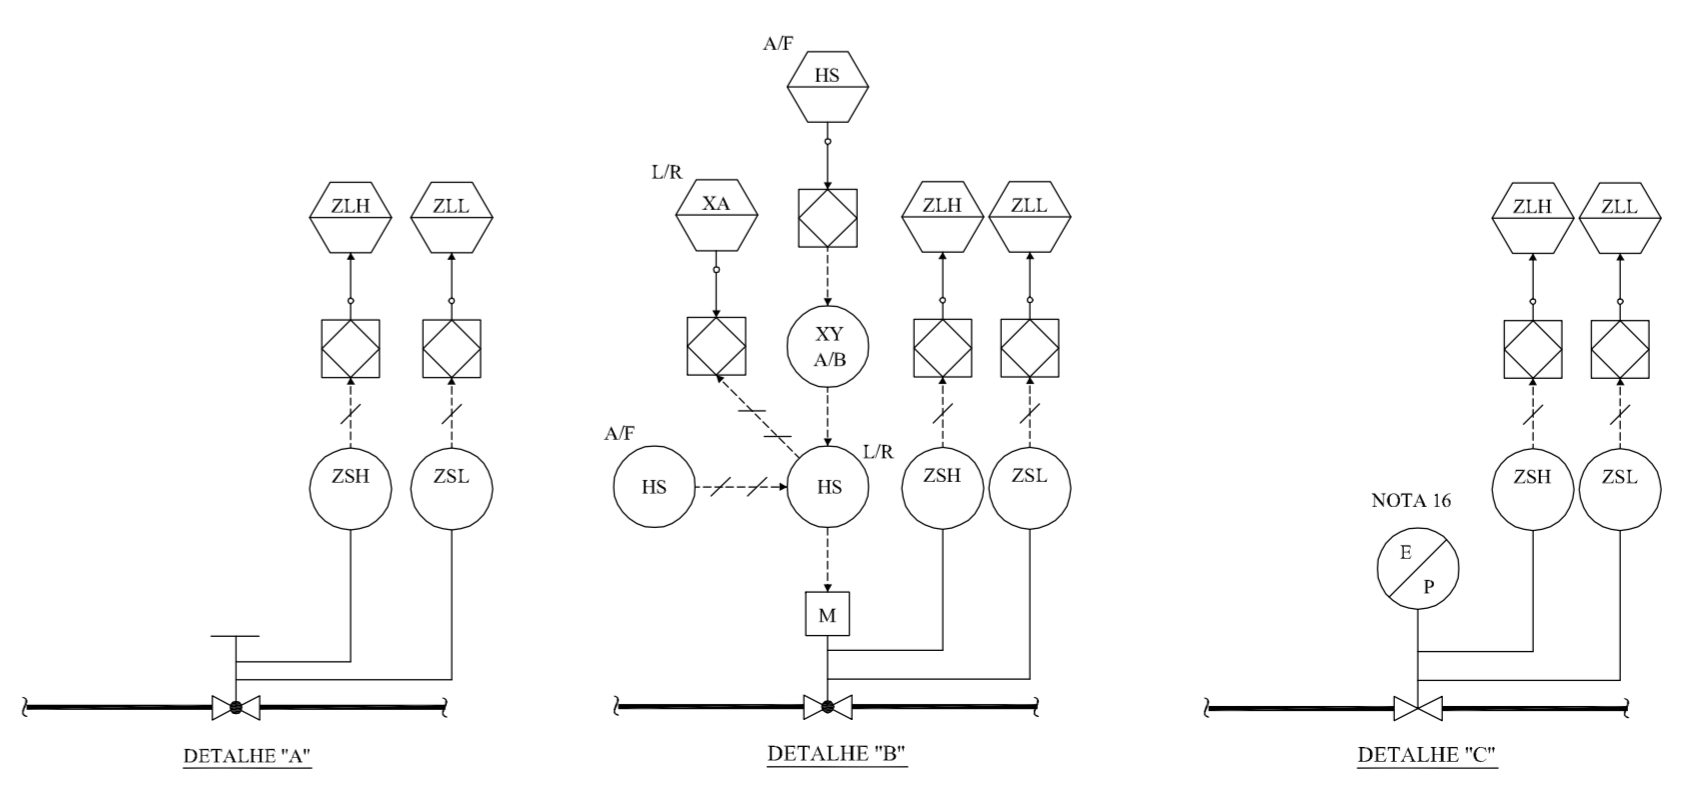 ZLH
ZLL
ZSH
ZSL
DETALHE "A"
A/F
HS
L/R
XA
ZLH
ZLL
XY
A/B
A/F
HS
L/R
HS
ZSH
ZSL
M
DETALHE "B"
ZLH
ZLL
ZSH
ZSL
NOTA 16
E
P
DETALHE "C"